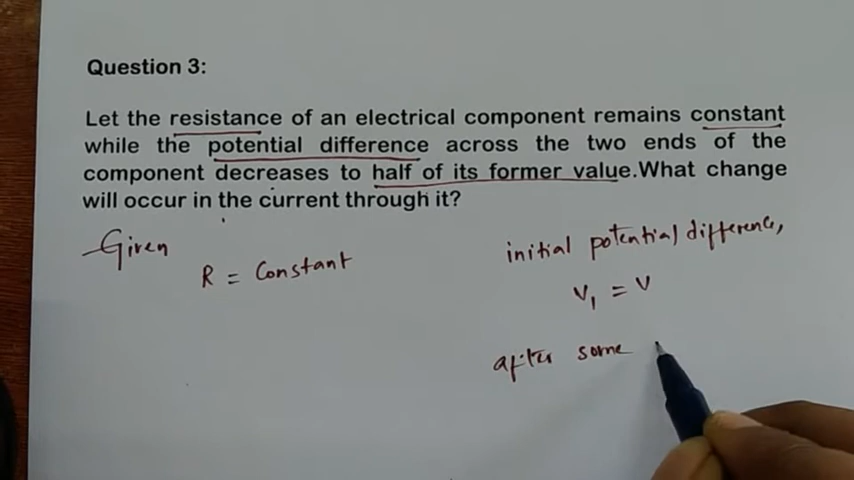 Question 3:
Let the resistance of an electrical component remains constant
while the potential difference across the two ends of the
component decreases to half of its former value.What change
will occur in the current through it?
Given
R = Constant
initial potential difference,
V₁ = V
after some